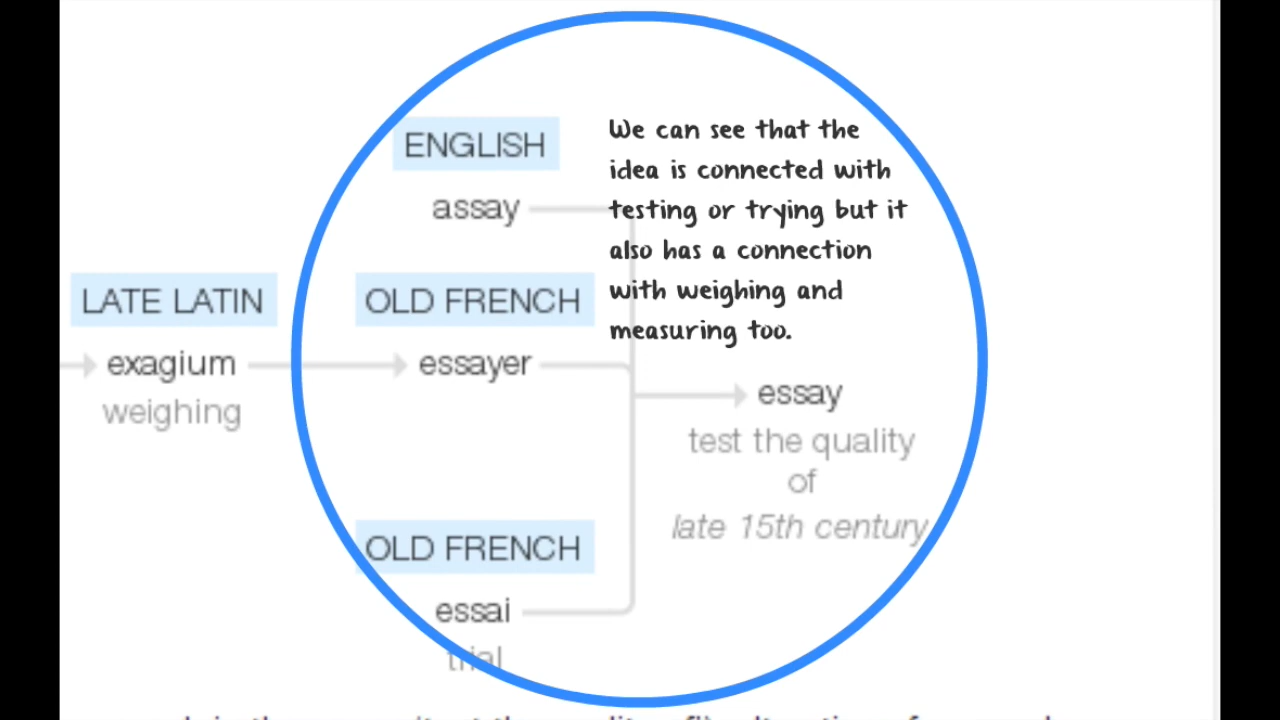 ENGLISH
assay
We can see that the
idea is connected with
testing or trying but it
also has a connection
with weighing and
measuring too.
LATE LATIN
exagium
weighing
OLD FRENCH
essayer
essay
test the quality
of
late 15th century
OLD FRENCH
essai
trial